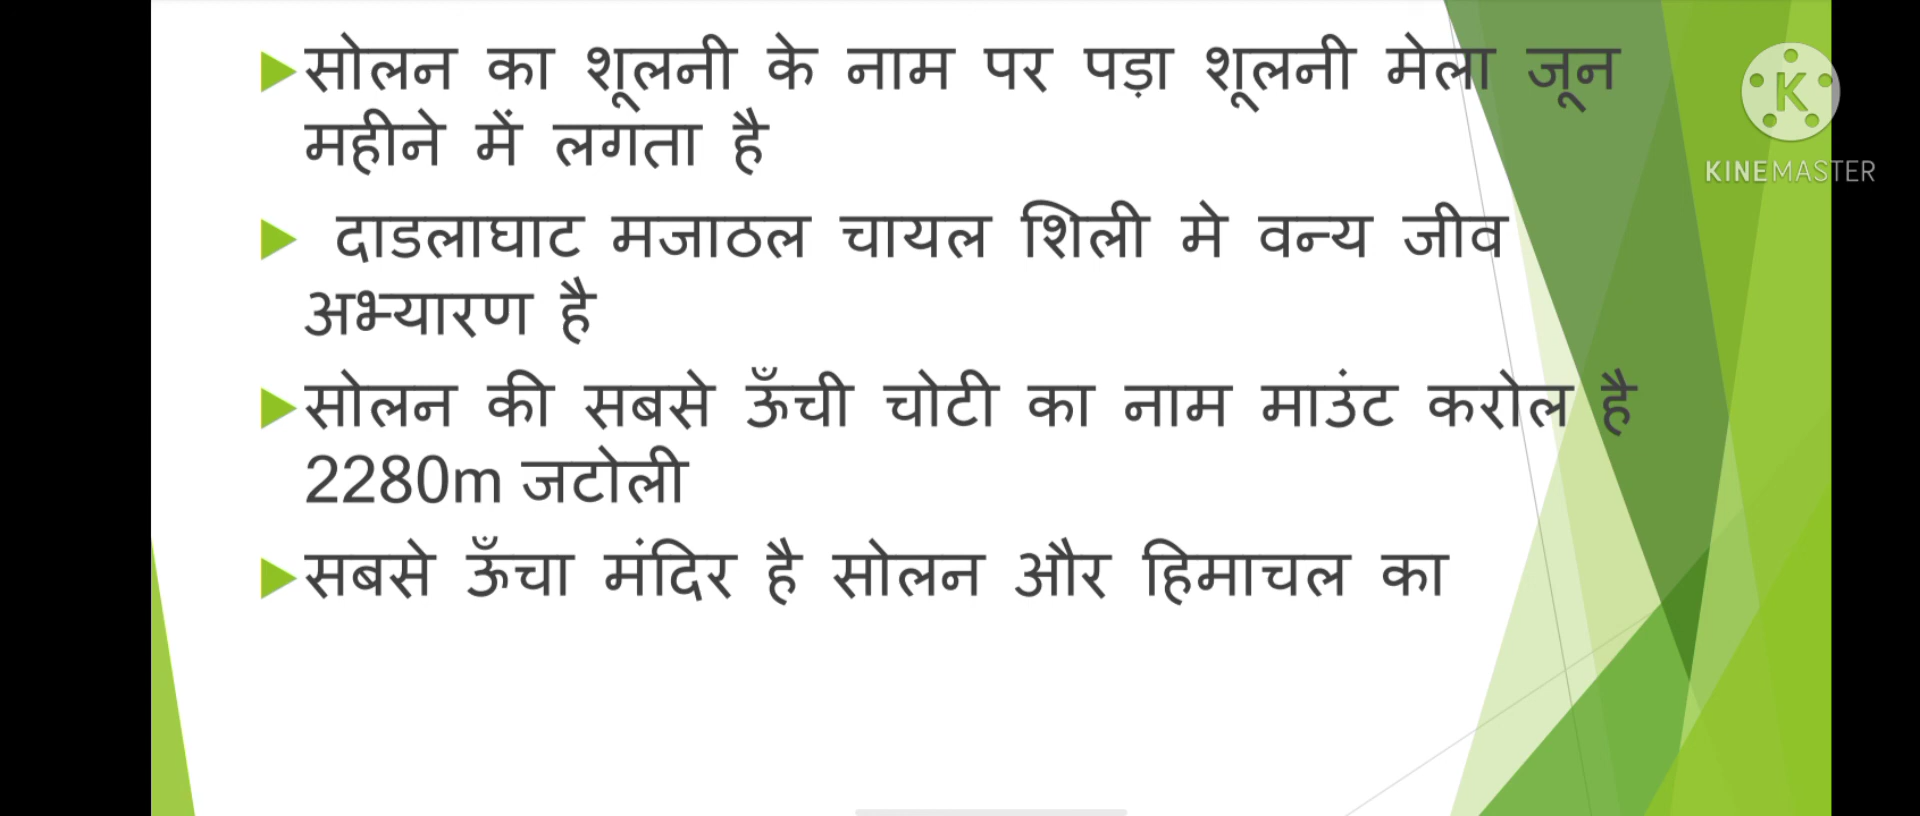 सोलन का शूलनी के नाम पर पड़ा शूलनी मेला जून
महीने में लगता है
दाडलाघाट मजाठल चायल शिली मे वन्य जीव
अभ्यारण है
सोलन की सबसे ऊँची चोटी का नाम माउंट करोल है
2280m जटोली
सबसे ऊँचा मंदिर है सोलन और हिमाचल का
K
KINEMASTER